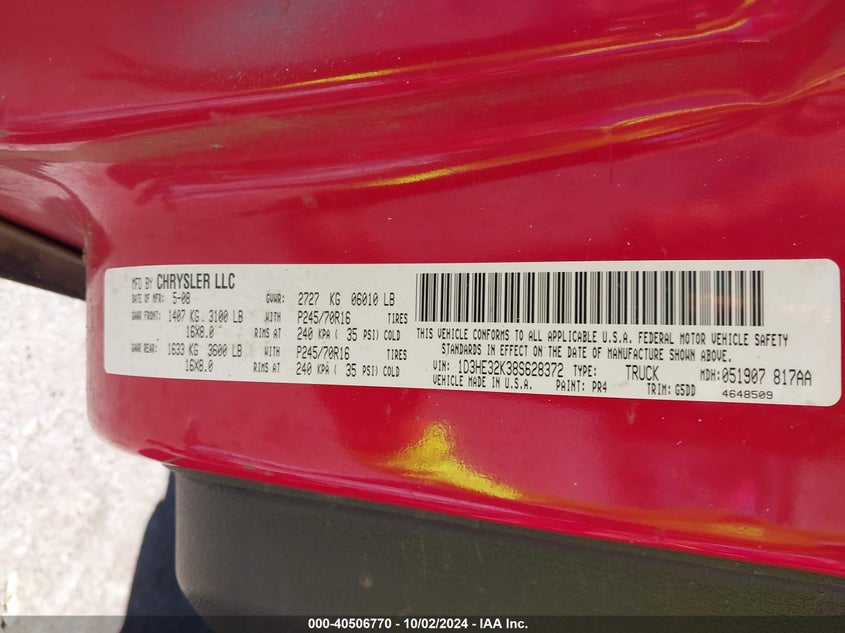 MFD BY CHRYSLER LLC
DATE OF MFR: 5-08 GVWR: 2727 KG 06010 LB
GAWR FRONT: 1407 KG 3100 LB WITH P245/70R16 TIRES
16X8.0 RIMS AT 240 KPA ( 35 PSI) COLD
GAWR REAR: 1633 KG 3600 LB WITH P245/70R16 TIRES
16X8.0 RIMS AT 240 KPA ( 35 PSI) COLD
THIS VEHICLE CONFORMS TO ALL APPLICABLE U.S.A. FEDERAL MOTOR VEHICLE SAFETY
STANDARDS IN EFFECT ON THE DATE OF MANUFACTURE SHOWN ABOVE.
VIN: 1D3HE32K38S628372 TYPE: TRUCK MDH: 051907 817AA
VEHICLE MADE IN U.S.A. PAINT: PR4 TRIM: G5DD 4648509
000-40506770 - 10/02/2024 - IAA Inc.